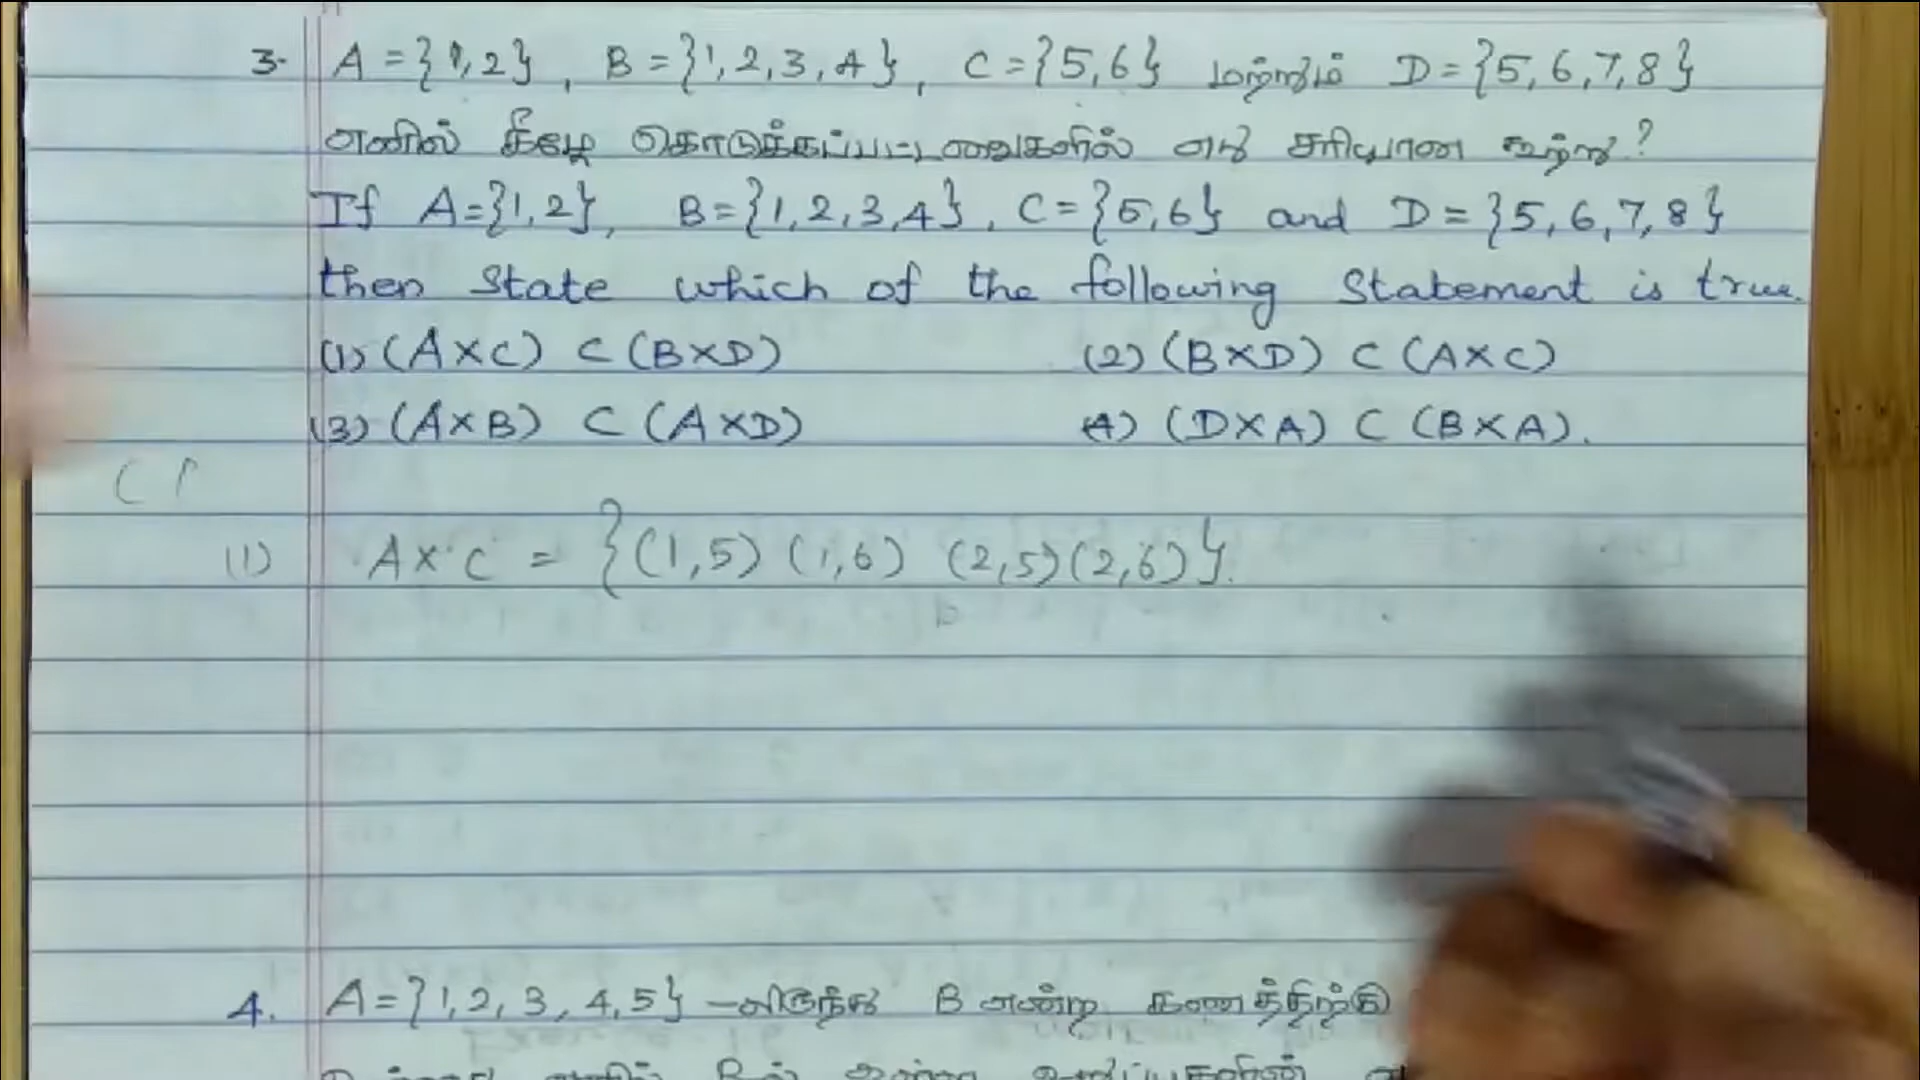 3. A = {1,2}, B = {1,2,3,4}, C = {5,6} மற்றும் D = {5,6,7,8}
எனில் கீழே கொடுக்கப்பட்டவைகளில் எது சரியான கூற்று?
If A={1,2}, B={1,2,3,4}, C={5,6} and D={5,6,7,8}
then State which of the following Statement is true.
(1) (A×C) ⊂ (B×D) (2) (B×D) ⊂ (A×C)
(3) (A×B) ⊂ (A×D) (4) (D×A) ⊂ (B×A).
(1) A×C = {(1,5) (1,6) (2,5) (2,6)}.
4. A={1,2,3,4,5} -லிருந்து B என்ற கணத்திற்கு